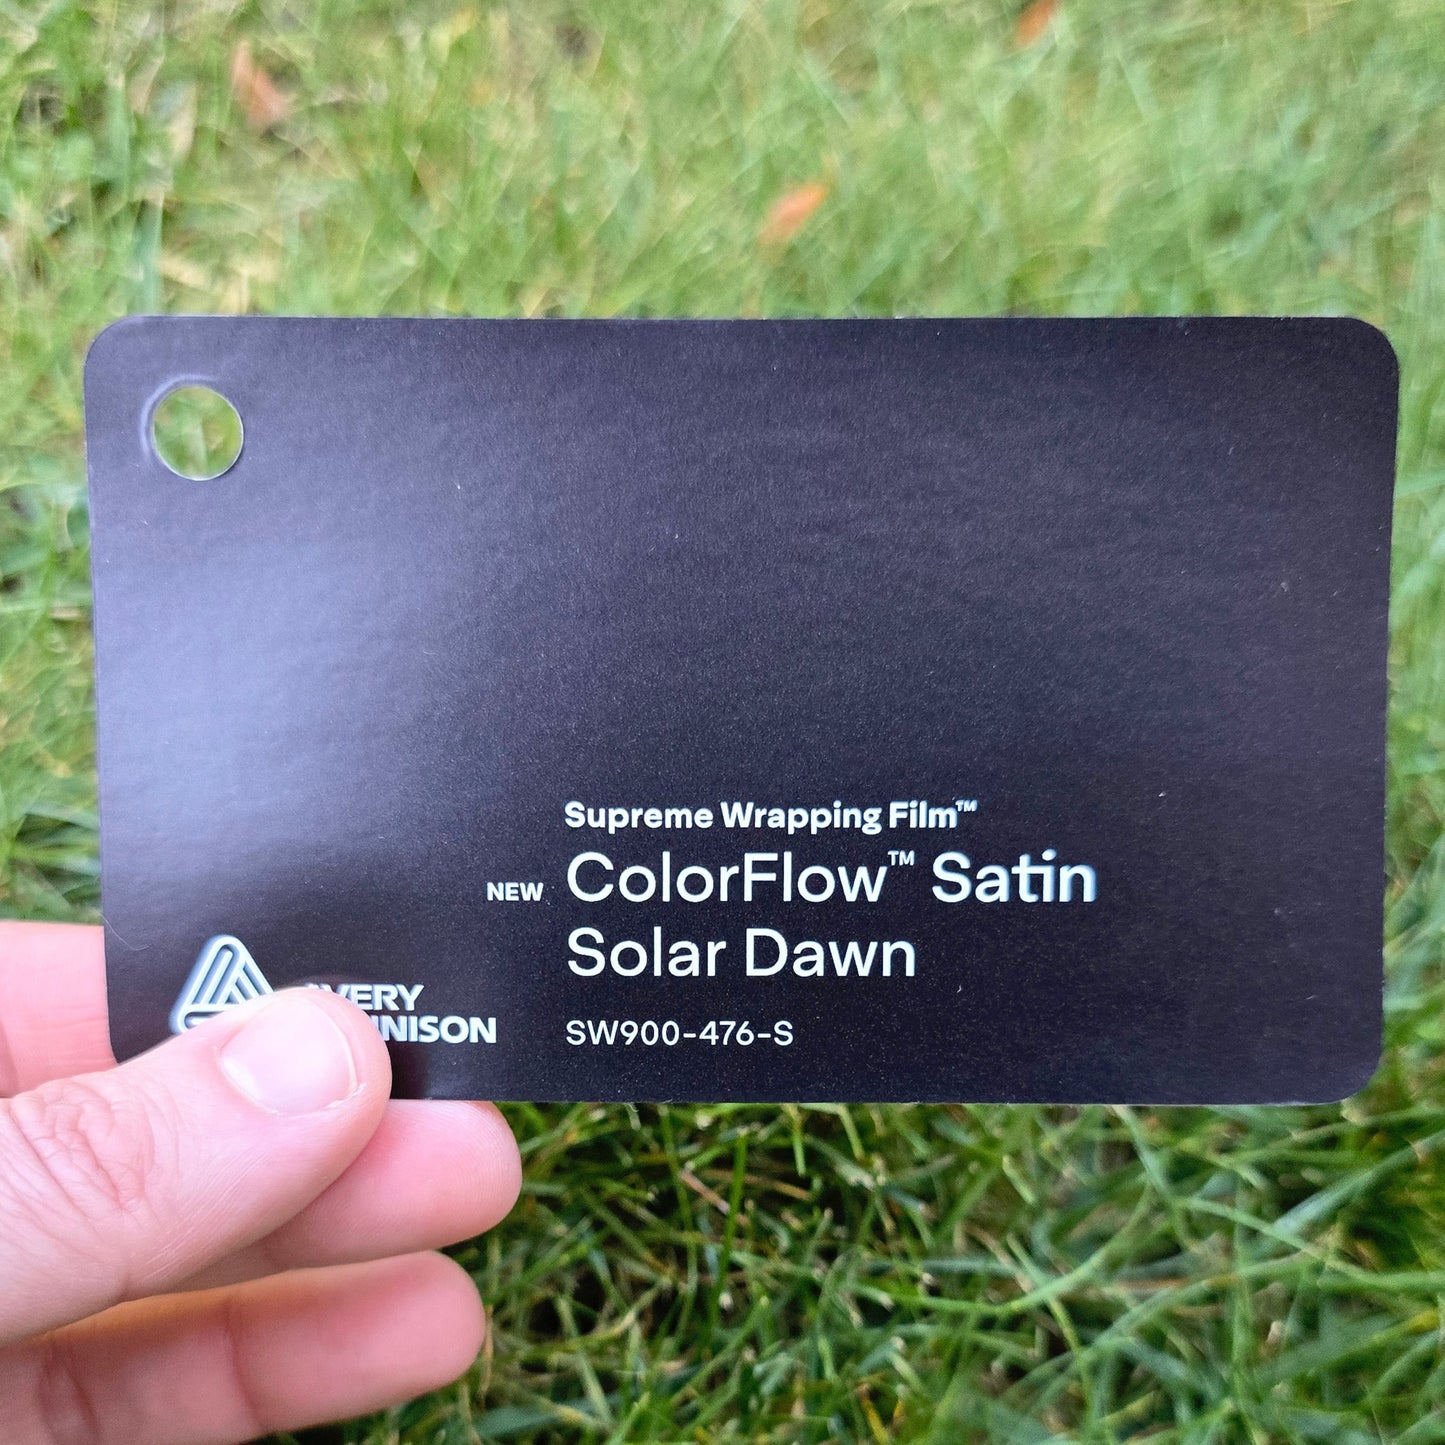 Supreme Wrapping Film™
NEW ColorFlow™ Satin
Solar Dawn
SW900-476-S